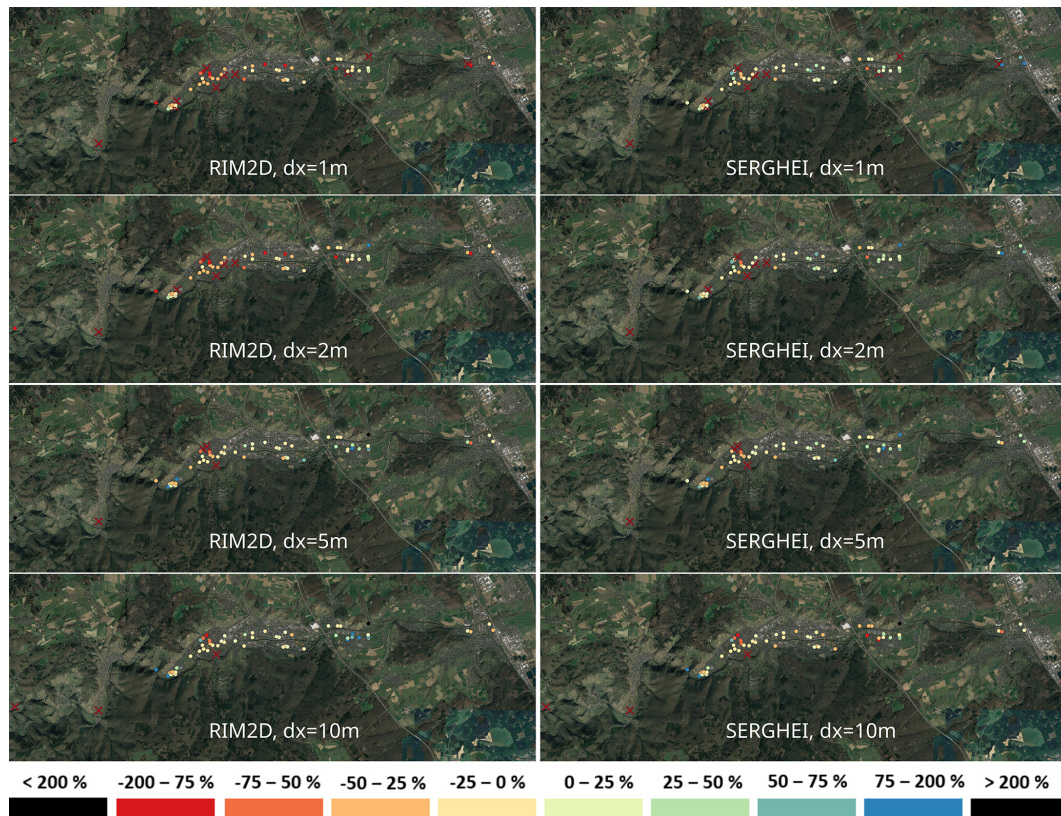 RIM2D, dx=1m
SERGHEI, dx=1m
RIM2D, dx=2m
SERGHEI, dx=2m
RIM2D, dx=5m
SERGHEI, dx=5m
RIM2D, dx=10m
SERGHEI, dx=10m
< 200 % -200 – 75 % -75 – 50 % -50 – 25 % -25 – 0 % 0 – 25 % 25 – 50 % 50 – 75 % 75 – 200 % > 200 %